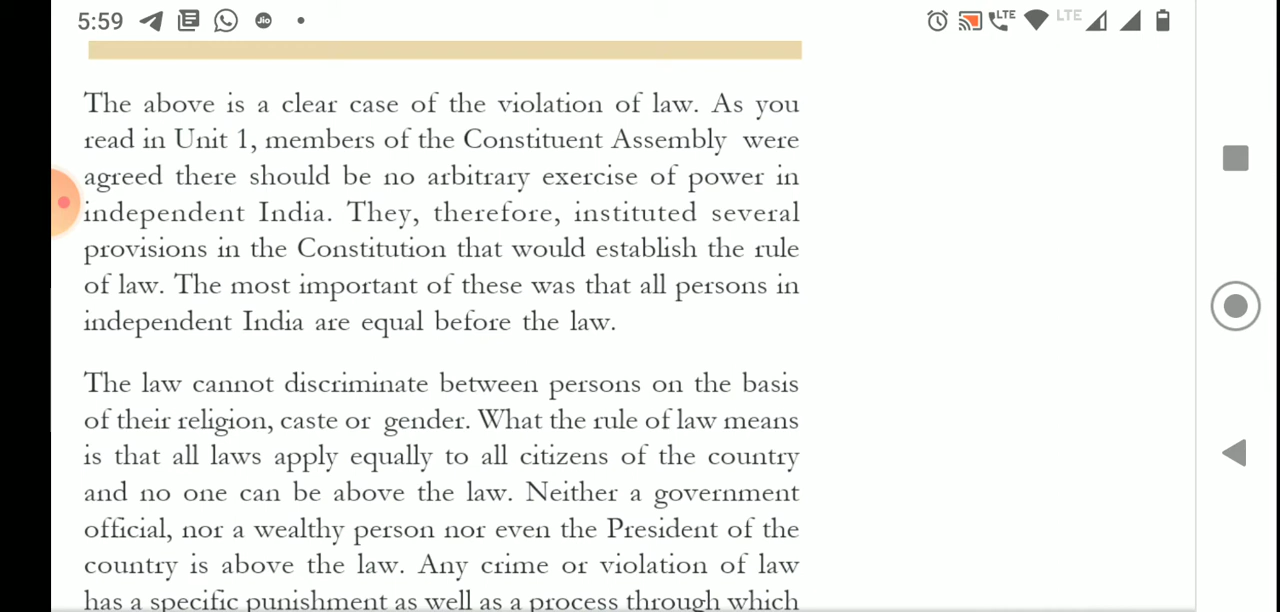 5:59 Jio LTE LTE
The above is a clear case of the violation of law. As you
read in Unit 1, members of the Constituent Assembly were
agreed there should be no arbitrary exercise of power in
independent India. They, therefore, instituted several
provisions in the Constitution that would establish the rule
of law. The most important of these was that all persons in
independent India are equal before the law.
The law cannot discriminate between persons on the basis
of their religion, caste or gender. What the rule of law means
is that all laws apply equally to all citizens of the country
and no one can be above the law. Neither a government
official, nor a wealthy person nor even the President of the
country is above the law. Any crime or violation of law
has a specific punishment as well as a process through which